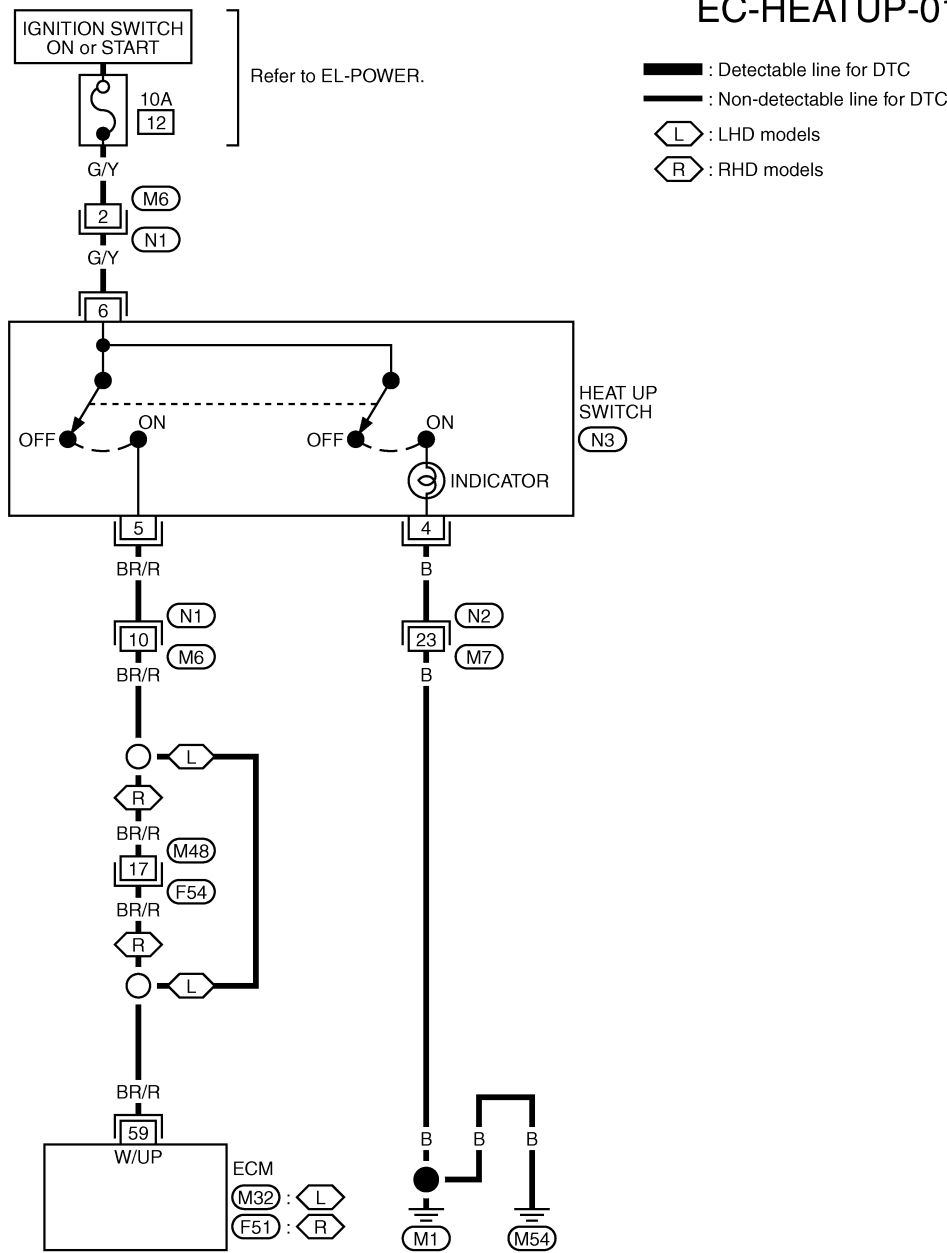 EC-HEATUP-01
IGNITION SWITCH
ON or START
Refer to EL-POWER.
10A
12
: Detectable line for DTC
: Non-detectable line for DTC
L : LHD models
R : RHD models
G/Y
2
M6
N1
G/Y
6
HEAT UP
SWITCH
N3
OFF
ON
OFF
ON
INDICATOR
5
4
BR/R
B
N1
N2
10
23
M6
M7
BR/R
B
L
R
BR/R
M48
17
F54
BR/R
R
L
BR/R
59
W/UP
ECM
M32 : L
F51 : R
B
B
B
M1
M54